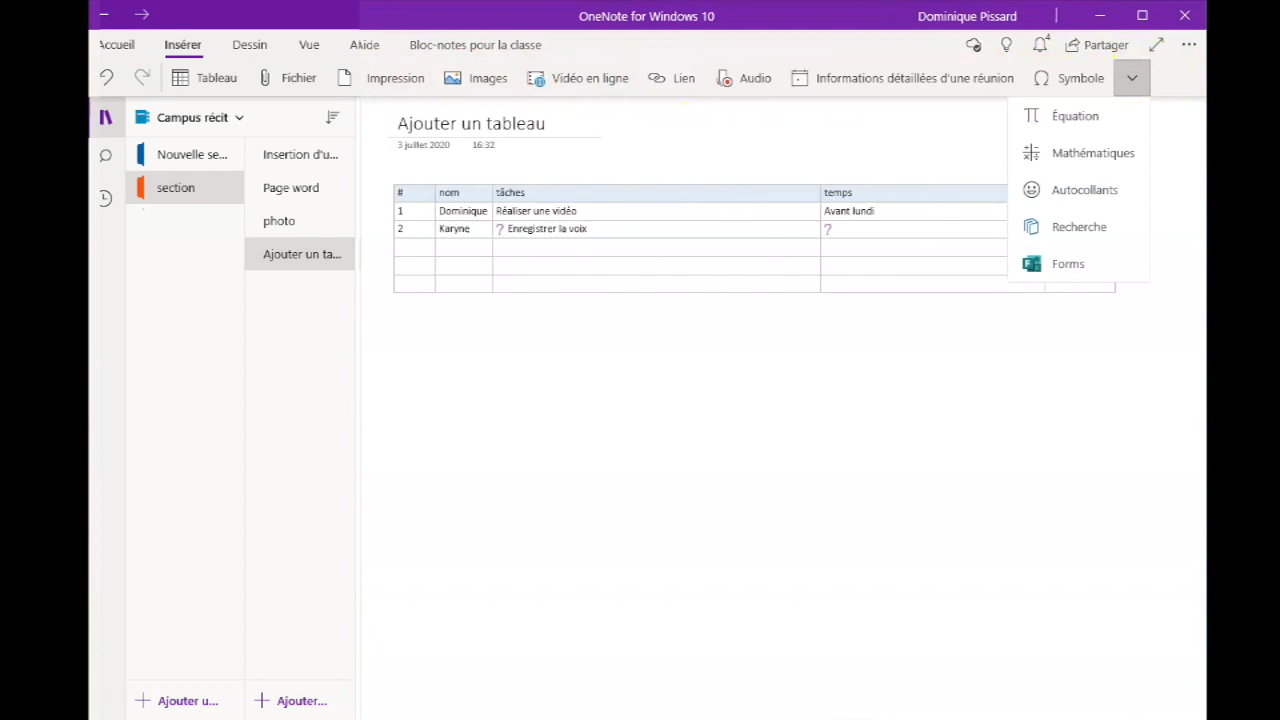 OneNote for Windows 10
Dominique Pissard
Accueil Insérer Dessin Vue Aide Bloc-notes pour la classe
4 Partager
Tableau Fichier Impression Images Vidéo en ligne Lien Audio Informations détaillées d'une réunion Symbole
Équation
Mathématiques
Autocollants
Recherche
Forms
Campus récit
Nouvelle se...
section
Insertion d'u...
Page word
photo
Ajouter un ta...
Ajouter un tableau
3 juillet 2020 16:32
# nom tâches temps
1 Dominique Réaliser une vidéo Avant lundi
2 Karyne ? Enregistrer la voix ?
Ajouter u...
Ajouter...